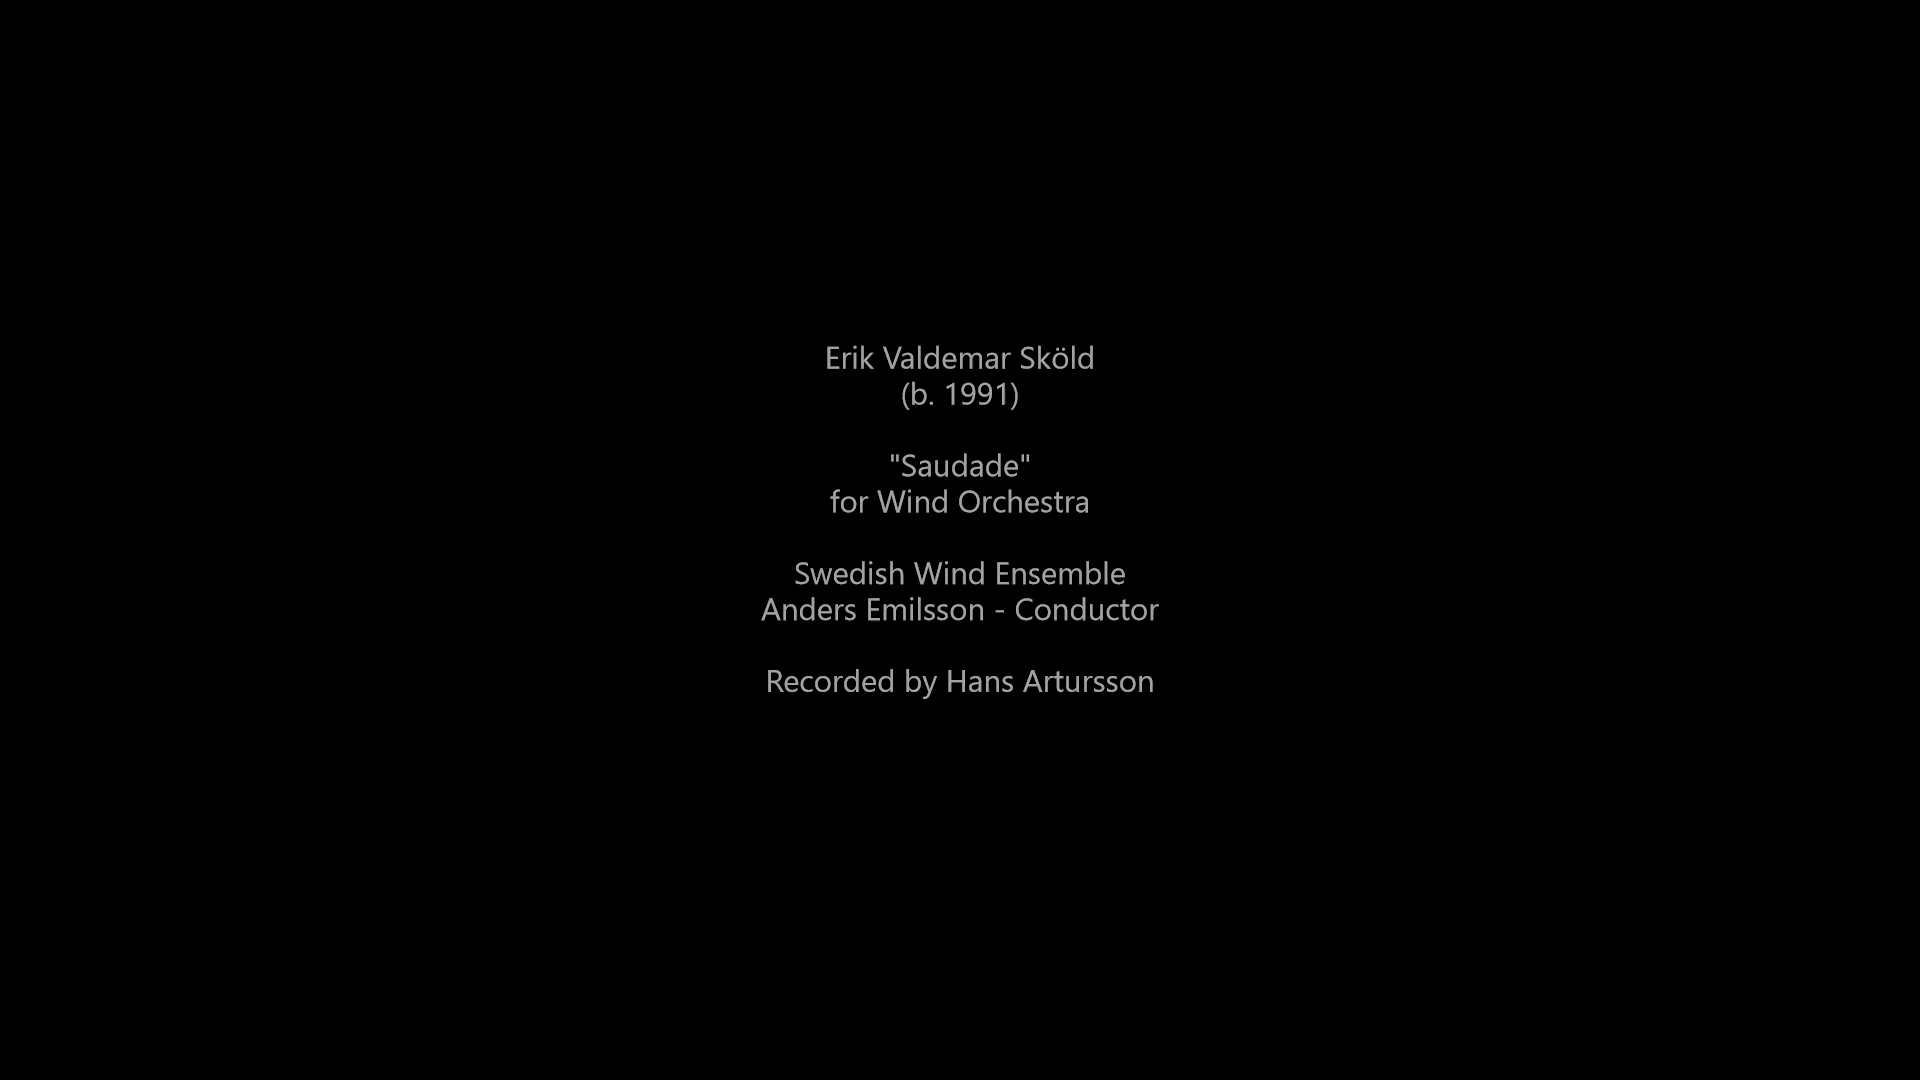 Erik Valdemar Sköld
(b. 1991)
"Saudade"
for Wind Orchestra
Swedish Wind Ensemble
Anders Emilsson - Conductor
Recorded by Hans Artursson